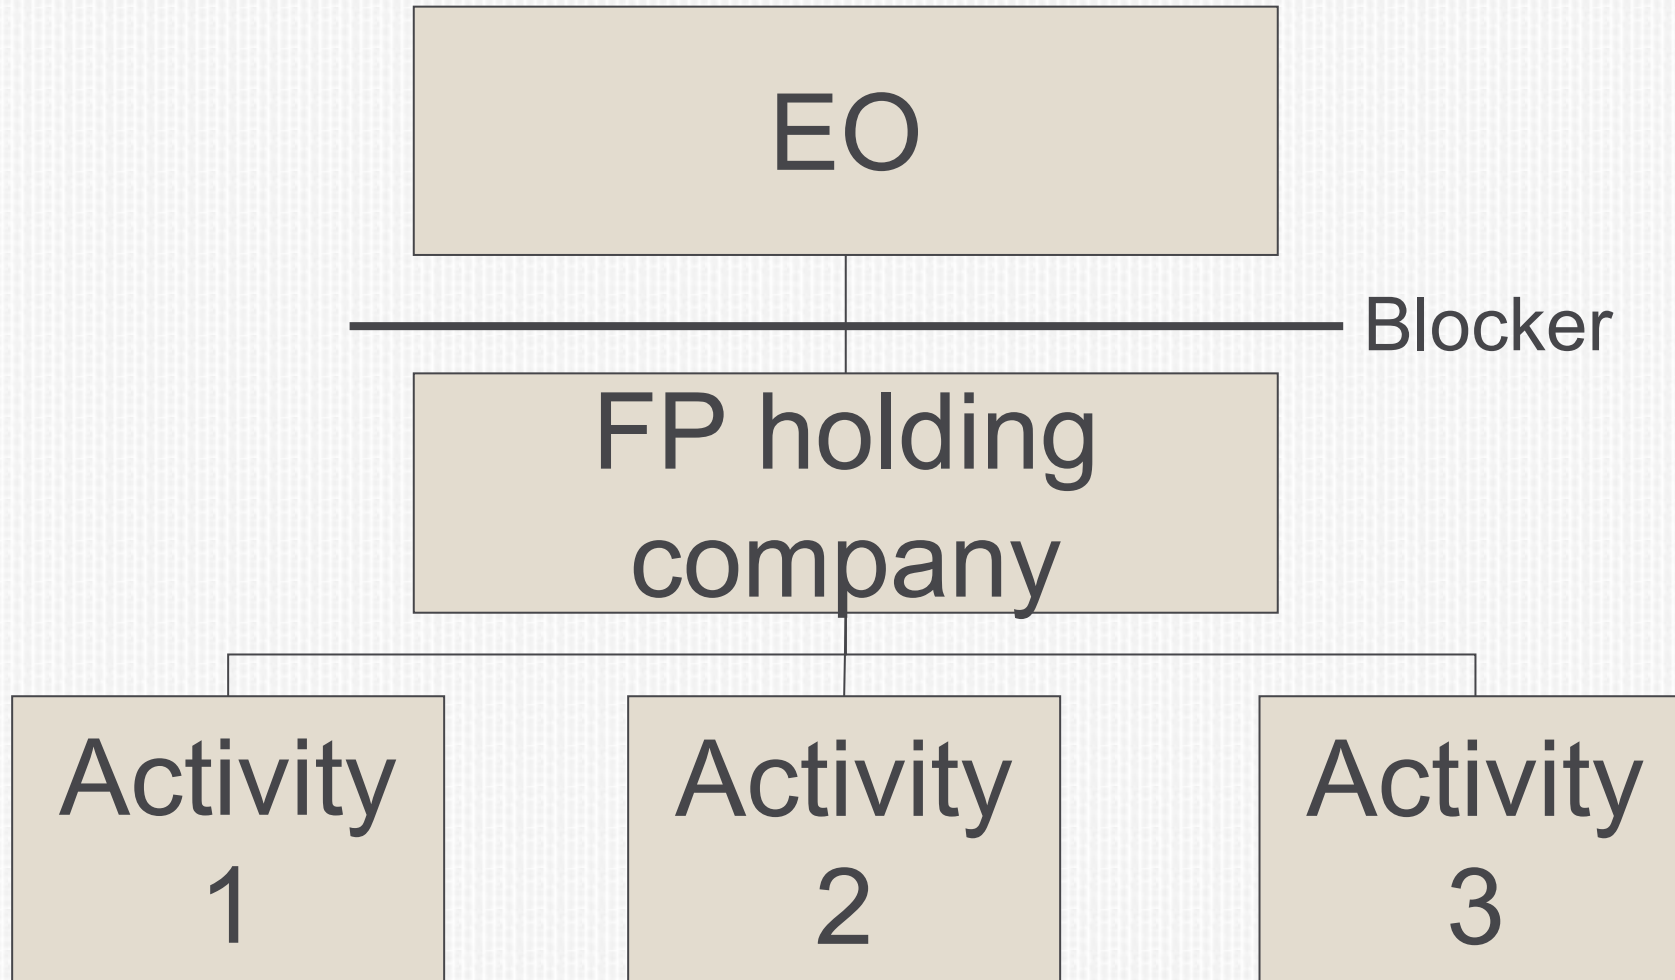 EO
Blocker
FP holding
company
Activity
1
Activity
2
Activity
3